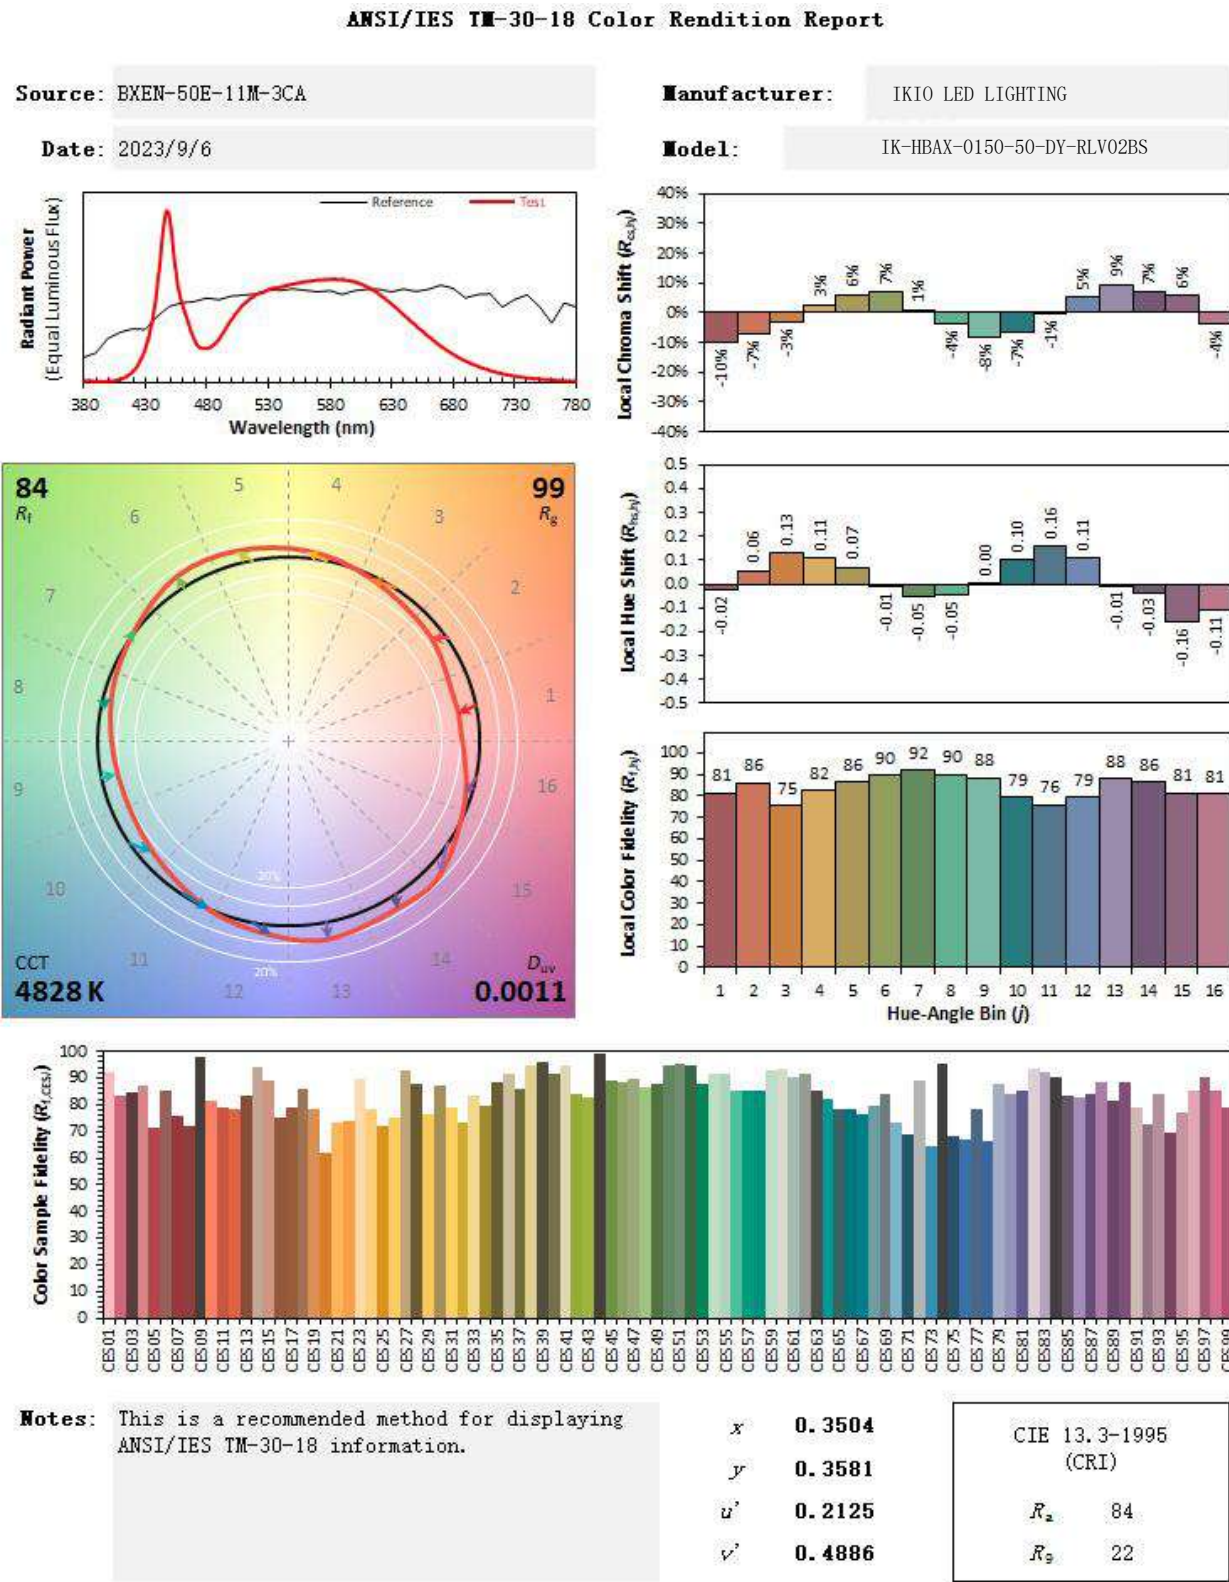 ANSI/IES TM-30-18 Color Rendition Report
Source: BXEN-50E-11M-3CA
Manufacturer: IKIO LED LIGHTING
Date: 2023/9/6
Model: IK-HBAX-0150-50-DY-RLV02BS
Radiant Power
(Equal Luminous Flux)
Reference
Test
380 430 480 530 580 630 680 730 780
Wavelength (nm)
Local Chroma Shift (Rcs,hj)
40%
30%
20%
10%
0%
-10%
-20%
-30%
-40%
-10% -7% -3% 3% 6% 7% 1% -4% -8% -7% -1% 5% 9% 7% 6% -4%
84
Rf
99
Rg
5 4
6 3
7 2
8 1
9 16
10 15
11 14
12 13
20%
20%
CCT
4828 K
Duv
0.0011
Local Hue Shift (Rhs,hj)
0.5
0.4
0.3
0.2
0.1
0.0
-0.1
-0.2
-0.3
-0.4
-0.5
-0.02 0.06 0.13 0.11 0.07 -0.01 -0.05 -0.05 0.00 0.10 0.16 0.11 -0.01 -0.03 -0.16 -0.11
Local Color Fidelity (Rf,hj)
100
90
80
70
60
50
40
30
20
10
0
81 86 75 82 86 90 92 90 88 79 76 79 88 86 81 81
1 2 3 4 5 6 7 8 9 10 11 12 13 14 15 16
Hue-Angle Bin (j)
Color Sample Fidelity (Rf,CESi)
100
90
80
70
60
50
40
30
20
10
0
CES01 CES03 CES05 CES07 CES09 CES11 CES13 CES15 CES17 CES19 CES21 CES23 CES25 CES27 CES29 CES31 CES33 CES35 CES37 CES39 CES41 CES43 CES45 CES47 CES49 CES51 CES53 CES55 CES57 CES59 CES61 CES63 CES65 CES67 CES69 CES71 CES73 CES75 CES77 CES79 CES81 CES83 CES85 CES87 CES89 CES91 CES93 CES95 CES97 CES99
Notes: This is a recommended method for displaying
ANSI/IES TM-30-18 information.
x 0.3504
y 0.3581
u' 0.2125
v' 0.4886
CIE 13.3-1995
(CRI)
Ra 84
R9 22